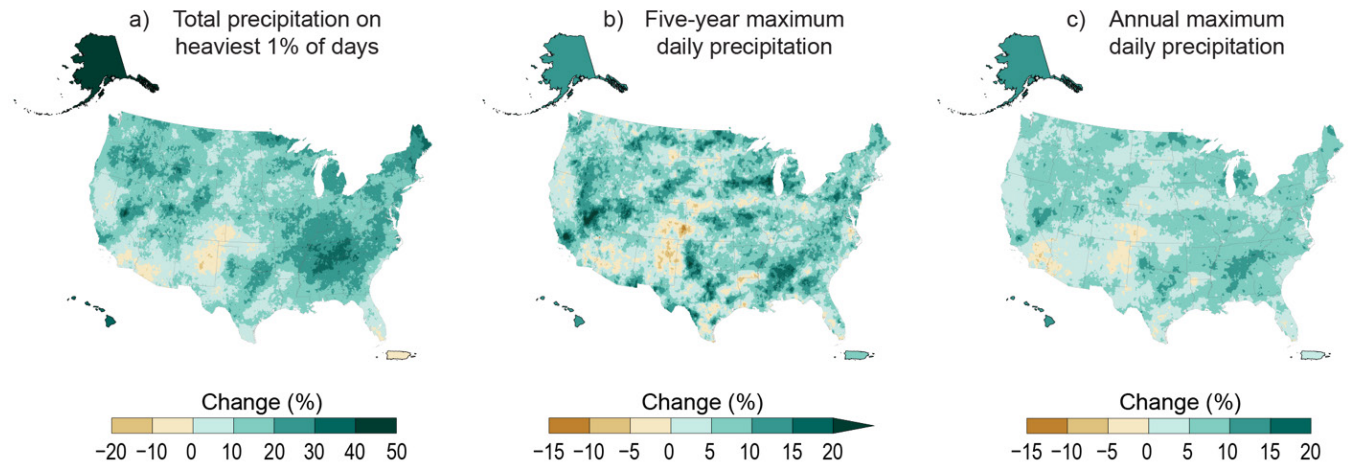 a) Total precipitation on
heaviest 1% of days
b) Five-year maximum
daily precipitation
c) Annual maximum
daily precipitation
Change (%)
−20 −10 0 10 20 30 40 50
Change (%)
−15 −10 −5 0 5 10 15 20
Change (%)
−15 −10 −5 0 5 10 15 20